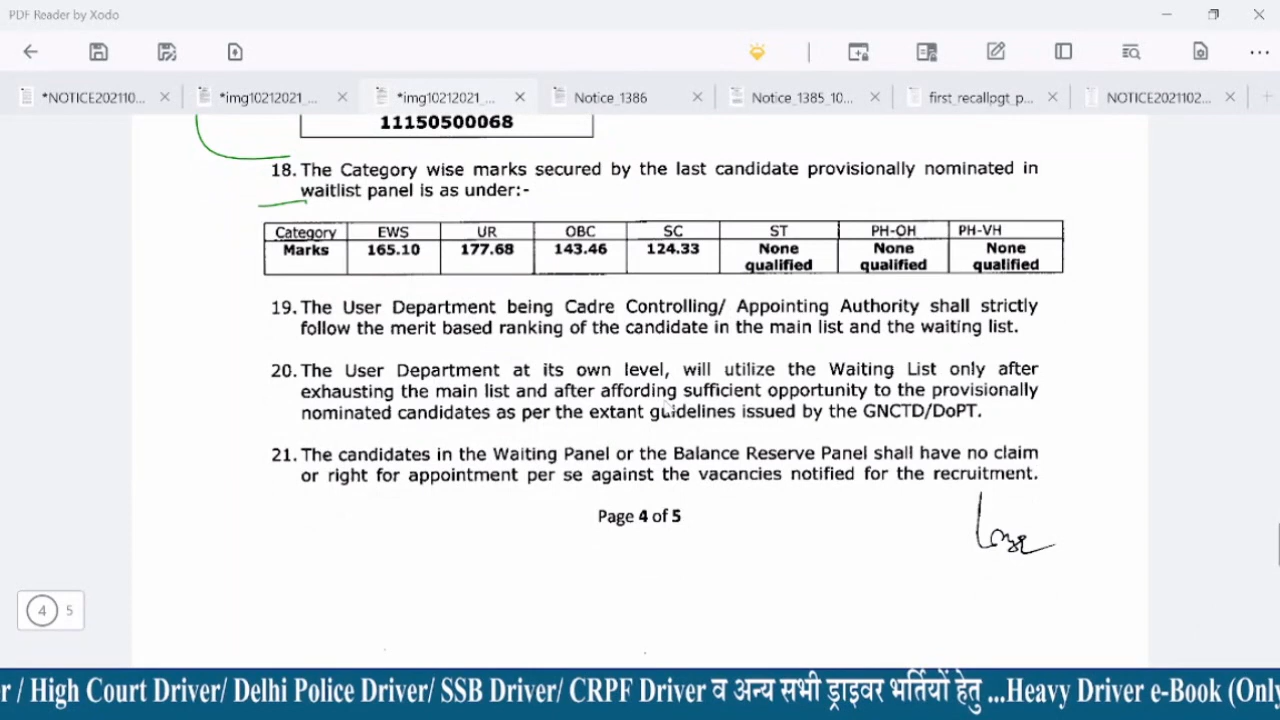 PDF Reader by Xodo
*NOTICE202110... *img10212021_... *img10212021_... Notice_1386 Notice_1385_10... first_recallpgt_p... NOTICE2021102...
11150500068
18. The Category wise marks secured by the last candidate provisionally nominated in
waitlist panel is as under:-
Category EWS UR OBC SC ST PH-OH PH-VH
Marks 165.10 177.68 143.46 124.33 None None None
qualified qualified qualified
19. The User Department being Cadre Controlling/ Appointing Authority shall strictly
follow the merit based ranking of the candidate in the main list and the waiting list.
20. The User Department at its own level, will utilize the Waiting List only after
exhausting the main list and after affording sufficient opportunity to the provisionally
nominated candidates as per the extant guidelines issued by the GNCTD/DoPT.
21. The candidates in the Waiting Panel or the Balance Reserve Panel shall have no claim
or right for appointment per se against the vacancies notified for the recruitment.
Page 4 of 5
4 5
r / High Court Driver/ Delhi Police Driver/ SSB Driver/ CRPF Driver व अन्य सभी ड्राइवर भर्तियों हेतु ...Heavy Driver e-Book (Only